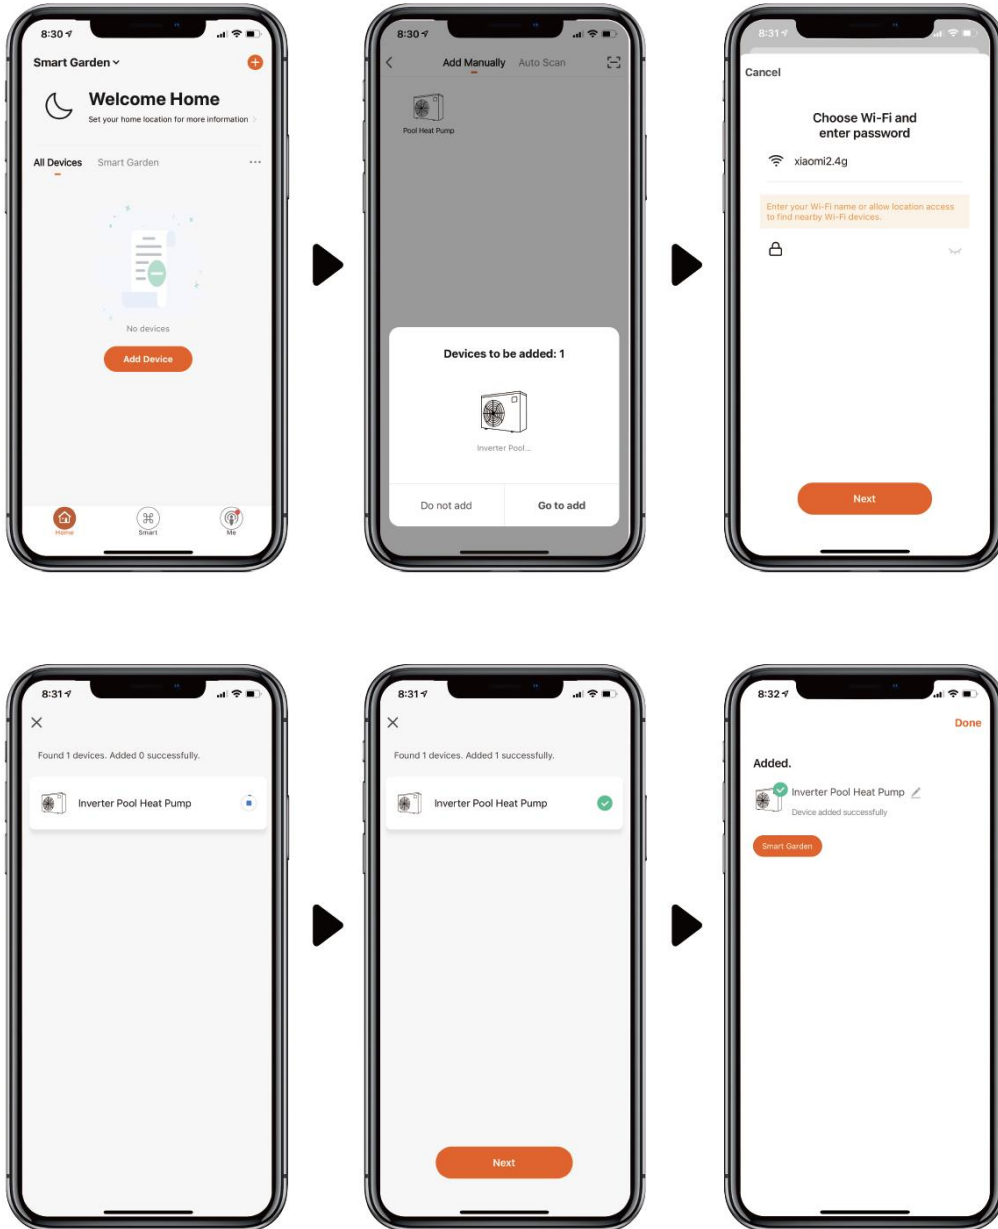 8:30
Smart Garden
Welcome Home
Set your home location for more information
All Devices Smart Garden
No devices
Add Device
Home Smart Me
8:30
Add Manually Auto Scan
Pool Heat Pump
Devices to be added: 1
Inverter Pool...
Do not add Go to add
8:31
Cancel
Choose Wi-Fi and
enter password
xiaomi2.4g
Enter your Wi-Fi name or allow location access
to find nearby Wi-Fi devices.
Next
8:31
Found 1 devices. Added 0 successfully.
Inverter Pool Heat Pump
8:31
Found 1 devices. Added 1 successfully.
Inverter Pool Heat Pump
Next
8:32
Done
Added.
Inverter Pool Heat Pump
Device added successfully
Smart Garden